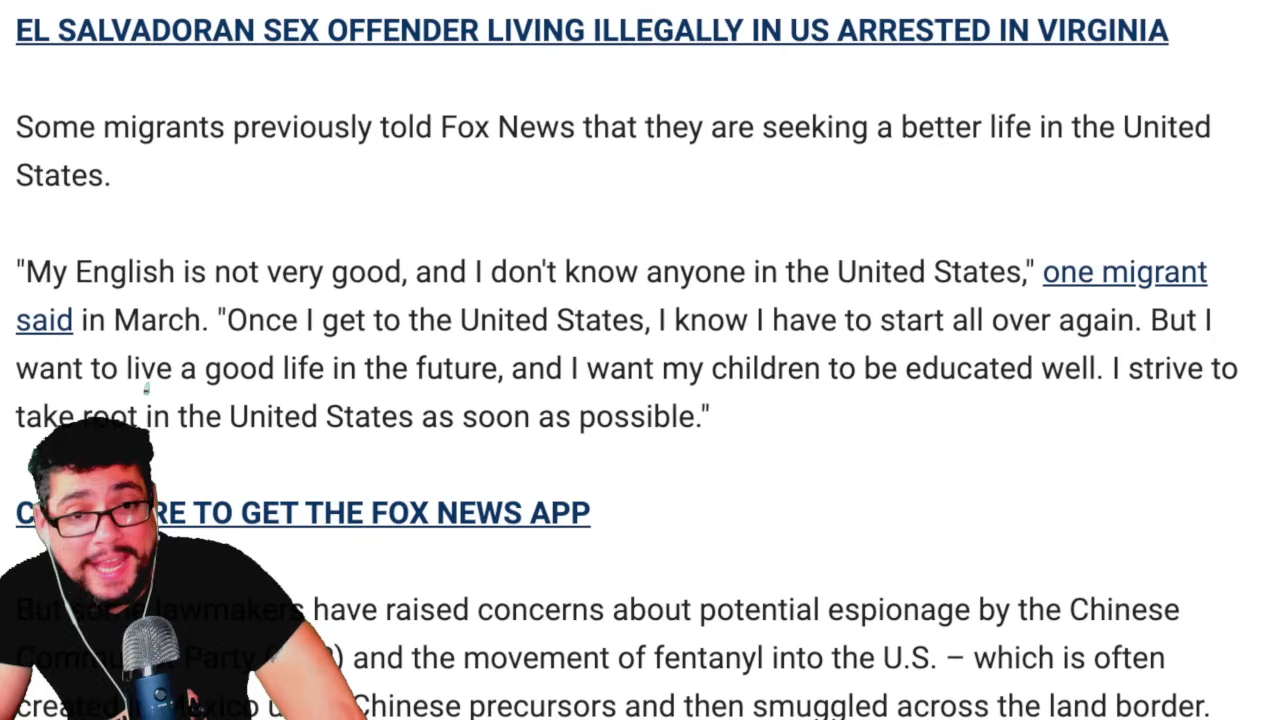 EL SALVADORAN SEX OFFENDER LIVING ILLEGALLY IN US ARRESTED IN VIRGINIA
Some migrants previously told Fox News that they are seeking a better life in the United
States.
"My English is not very good, and I don't know anyone in the United States," one migrant
said in March. "Once I get to the United States, I know I have to start all over again. But I
want to live a good life in the future, and I want my children to be educated well. I strive to
take root in the United States as soon as possible."
TO GET THE FOX NEWS APP
But some lawmakers have raised concerns about potential espionage by the Chinese
Party and the movement of fentanyl into the U.S. – which is often
created Mexico Chinese precursors and then smuggled across the land border.